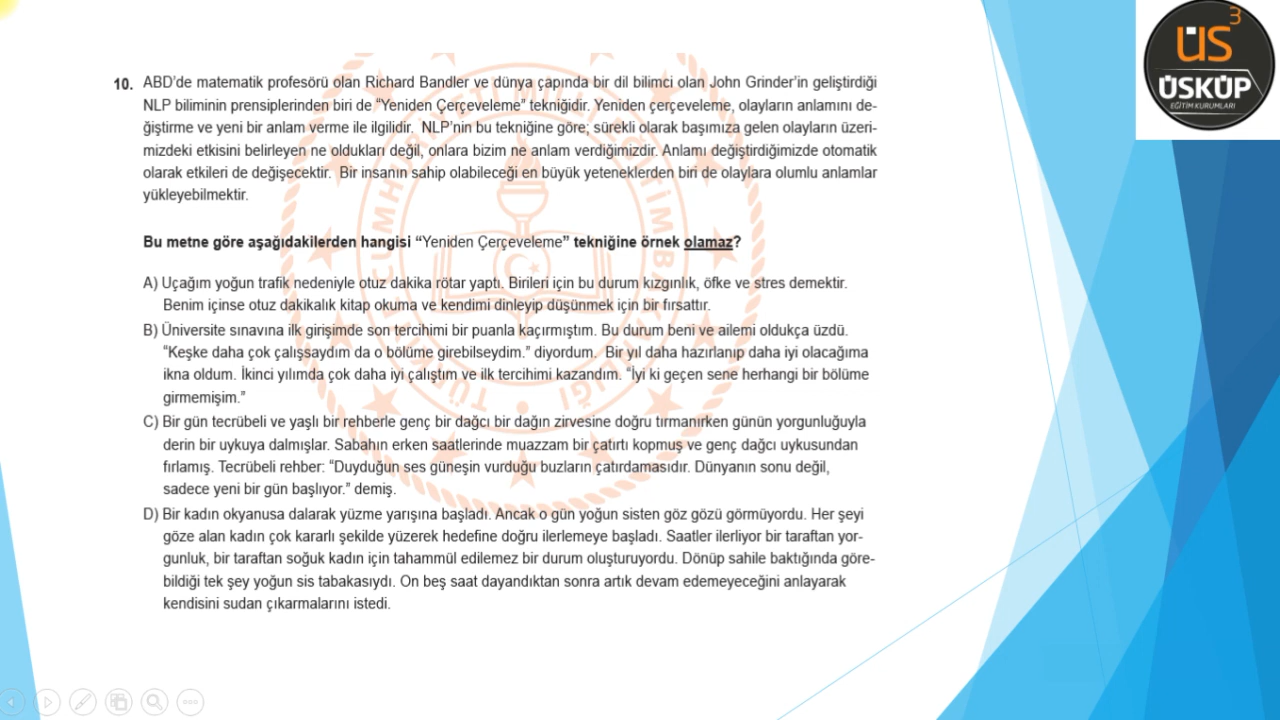 ÜS3
ÜSKÜP
EĞİTİM KURUMLARI
10. ABD'de matematik profesörü olan Richard Bandler ve dünya çapında bir dil bilimci olan John Grinder'in geliştirdiği
NLP biliminin prensiplerinden biri de “Yeniden Çerçeveleme” tekniğidir. Yeniden çerçeveleme, olayların anlamını de-
ğiştirme ve yeni bir anlam verme ile ilgilidir. NLP'nin bu tekniğine göre; sürekli olarak başımıza gelen olayların üzeri-
mizdeki etkisini belirleyen ne oldukları değil, onlara bizim ne anlam verdiğimizdir. Anlamı değiştirdiğimizde otomatik
olarak etkileri de değişecektir. Bir insanın sahip olabileceği en büyük yeteneklerden biri de olaylara olumlu anlamlar
yükleyebilmektir.
Bu metne göre aşağıdakilerden hangisi “Yeniden Çerçeveleme” tekniğine örnek olamaz?
A) Uçağım yoğun trafik nedeniyle otuz dakika rötar yaptı. Birileri için bu durum kızgınlık, öfke ve stres demektir.
Benim içinse otuz dakikalık kitap okuma ve kendimi dinleyip düşünmek için bir fırsattır.
B) Üniversite sınavına ilk girişimde son tercihimi bir puanla kaçırmıştım. Bu durum beni ve ailemi oldukça üzdü.
“Keşke daha çok çalışsaydım da o bölüme girebilseydim.” diyordum. Bir yıl daha hazırlanıp daha iyi olacağıma
ikna oldum. İkinci yılımda çok daha iyi çalıştım ve ilk tercihimi kazandım. “İyi ki geçen sene herhangi bir bölüme
girmemişim.”
C) Bir gün tecrübeli ve yaşlı bir rehberle genç bir dağcı bir dağın zirvesine doğru tırmanırken günün yorgunluğuyla
derin bir uykuya dalmışlar. Sabahın erken saatlerinde muazzam bir çatırtı kopmuş ve genç dağcı uykusundan
fırlamış. Tecrübeli rehber: “Duyduğun ses güneşin vurduğu buzların çatırdamasıdır. Dünyanın sonu değil,
sadece yeni bir gün başlıyor.” demiş.
D) Bir kadın okyanusa dalarak yüzme yarışına başladı. Ancak o gün yoğun sisten göz gözü görmüyordu. Her şeyi
göze alan kadın çok kararlı şekilde yüzerek hedefine doğru ilerlemeye başladı. Saatler ilerliyor bir taraftan yor-
gunluk, bir taraftan soğuk kadın için tahammül edilemez bir durum oluşturuyordu. Dönüp sahile baktığında göre-
bildiği tek şey yoğun sis tabakasıydı. On beş saat dayandıktan sonra artık devam edemeyeceğini anlayarak
kendisini sudan çıkarmalarını istedi.